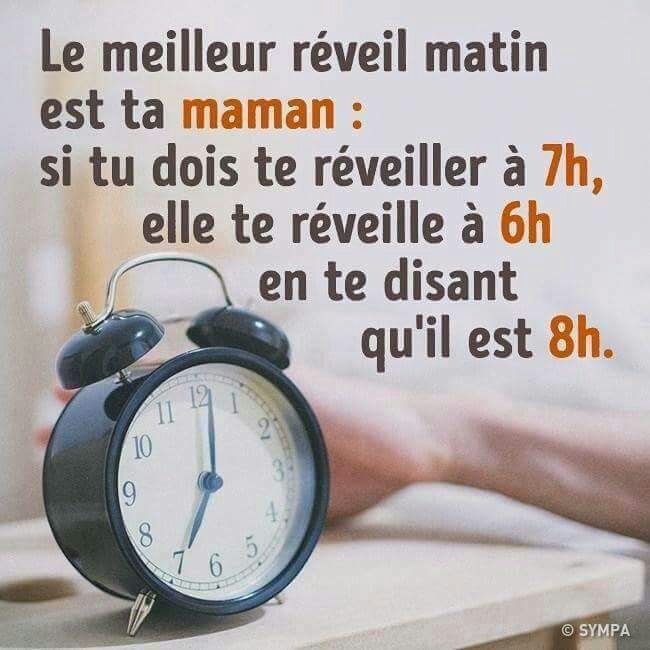 Le meilleur réveil matin
est ta maman :
si tu dois te réveiller à 7h,
elle te réveille à 6h
en te disant
qu'il est 8h.
11 12 1
10 2
9 3
8 4
7 6 5
© SYMPA